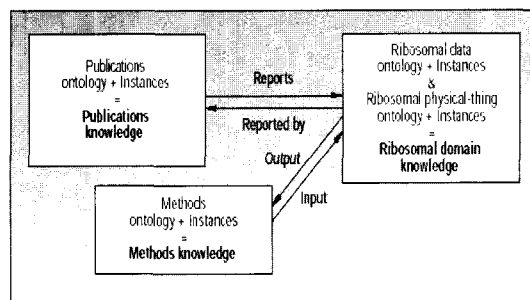 Publications
ontology + Instances
=
Publications
knowledge
Reports
Reported by
Output
Input
Ribosomal data
ontology + Instances
&
Ribosomal physical-thing
ontology + Instances
=
Ribosomal domain
knowledge
Methods
ontology + Instances
=
Methods knowledge